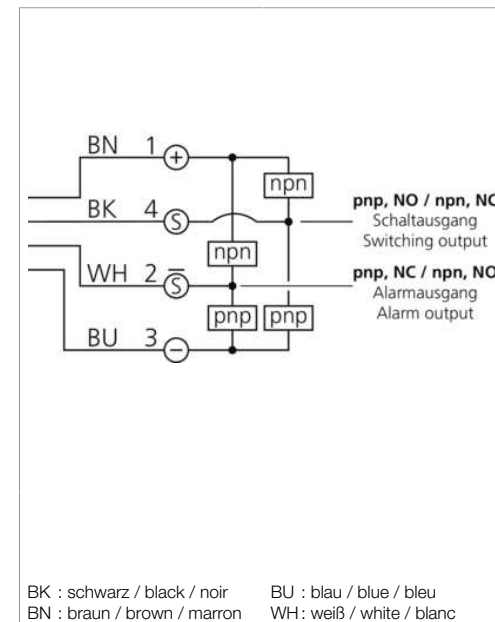 BN 1 +
npn
pnp, NO / npn, NC
BK 4 S
Schaltausgang
Switching output
npn
pnp, NC / npn, NO
WH 2 S̅
Alarmausgang
pnp pnp
Alarm output
BU 3 −
BK : schwarz / black / noir
BU : blau / blue / bleu
BN : braun / brown / marron
WH : weiß / white / blanc